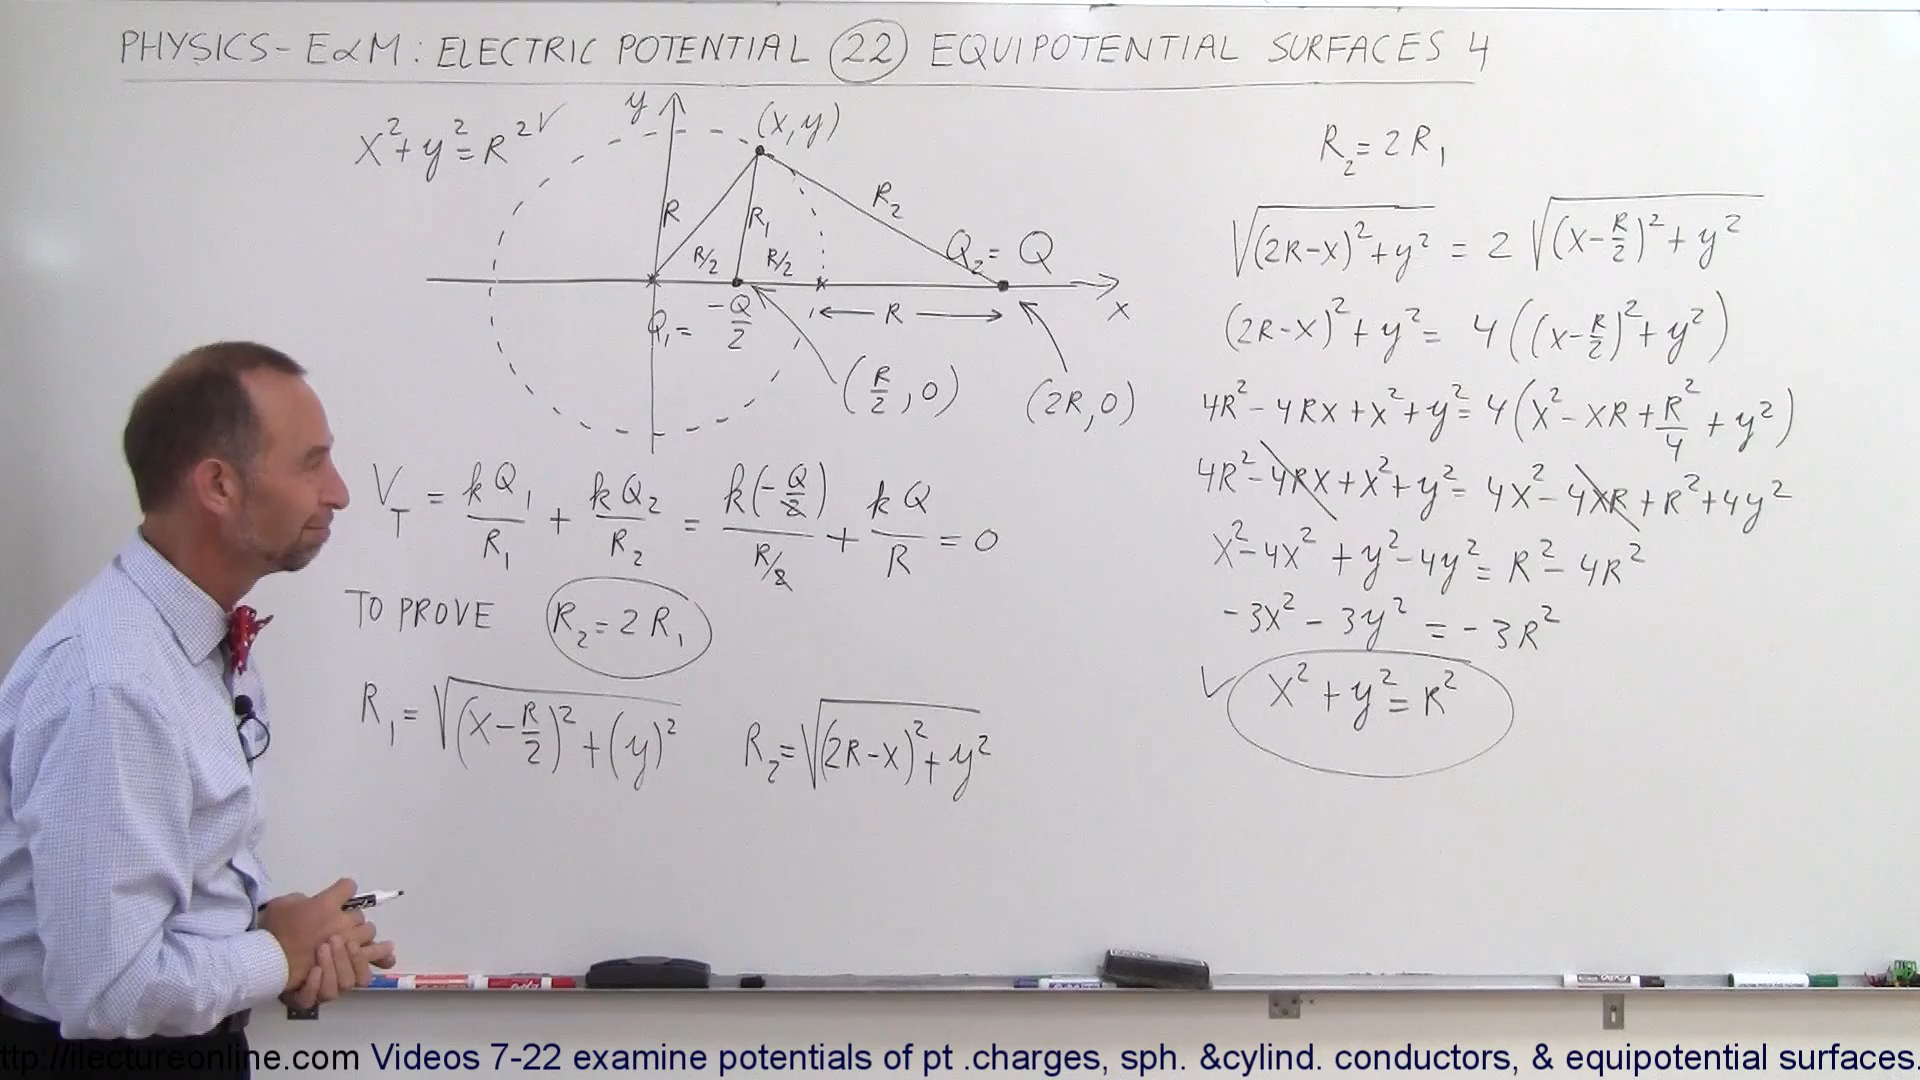 PHYSICS - E&M : ELECTRIC POTENTIAL (22) EQUIPOTENTIAL SURFACES 4
x² + y² = R² ✓
y
(x, y)
R
R₁
R₂
R/2
R/2
Q₂ = Q
x
Q₁ = -Q/2
← R →
(R/2, 0)
(2R, 0)
V_T = kQ₁/R₁ + kQ₂/R₂ = k(-Q/2)/(R/2) + kQ/R = 0
TO PROVE R₂ = 2R₁
R₁ = √((x - R/2)² + (y)²) R₂ = √((2R - x)² + y²)
R₂ = 2R₁
√((2R - x)² + y²) = 2√((x - R/2)² + y²)
(2R - x)² + y² = 4((x - R/2)² + y²)
4R² - 4Rx + x² + y² = 4(x² - xR + R²/4 + y²)
4R² - 4Rx + x² + y² = 4x² - 4xR + R² + 4y²
x² - 4x² + y² - 4y² = R² - 4R²
-3x² - 3y² = -3R²
✓ x² + y² = R²
ttp://ilectureonline.com Videos 7-22 examine potentials of pt .charges, sph. &cylind. conductors, & equipotential surfaces.